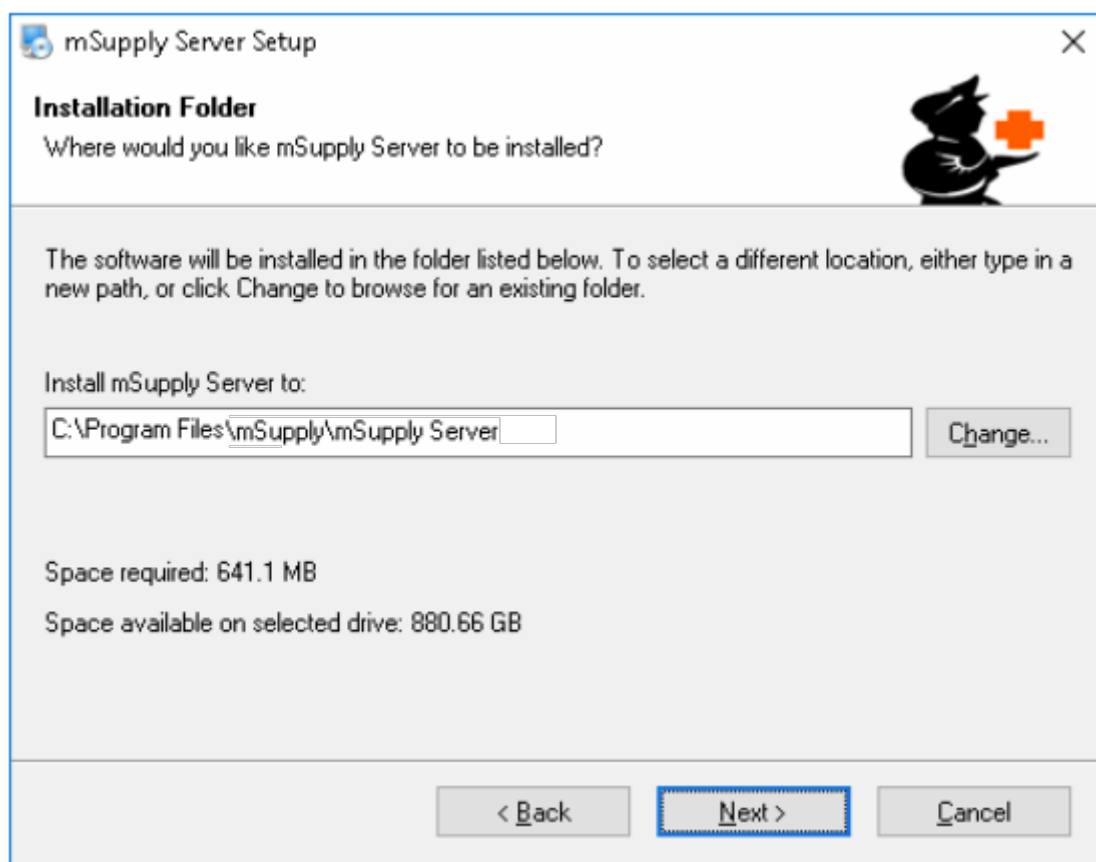 mSupply Server Setup
Installation Folder
Where would you like mSupply Server to be installed?
The software will be installed in the folder listed below. To select a different location, either type in a
new path, or click Change to browse for an existing folder.
Install mSupply Server to:
C:\Program Files\mSupply\mSupply Server
Change...
Space required: 641.1 MB
Space available on selected drive: 880.66 GB
< Back
Next >
Cancel